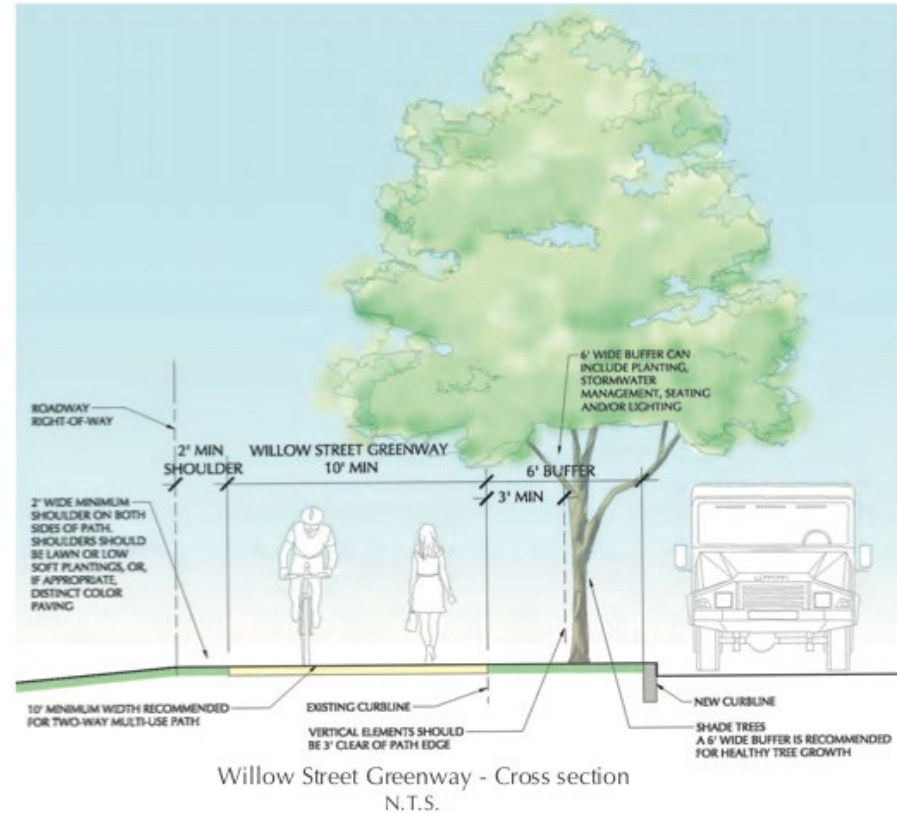 6' WIDE BUFFER CAN
INCLUDE PLANTING,
STORMWATER
MANAGEMENT, SEATING
AND/OR LIGHTING
ROADWAY
RIGHT-OF-WAY
2' MIN
SHOULDER
WILLOW STREET GREENWAY
10' MIN
6' BUFFER
3' MIN
2' WIDE MINIMUM
SHOULDER ON BOTH
SIDES OF PATH.
SHOULDERS SHOULD
BE LAWN OR LOW
SOFT PLANTINGS, OR,
IF APPROPRIATE,
DISTINCT COLOR
PAVING
10' MINIMUM WIDTH RECOMMENDED
FOR TWO-WAY MULTI-USE PATH
EXISTING CURBLINE
VERTICAL ELEMENTS SHOULD
BE 3' CLEAR OF PATH EDGE
NEW CURBLINE
SHADE TREES
A 6' WIDE BUFFER IS RECOMMENDED
FOR HEALTHY TREE GROWTH
Willow Street Greenway - Cross section
N.T.S.